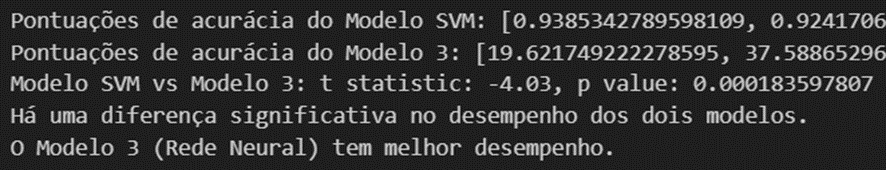 Pontuações de acurácia do Modelo SVM: [0.9385342789598109, 0.9241706
Pontuações de acurácia do Modelo 3: [19.621749222278595, 37.58865296
Modelo SVM vs Modelo 3: t statistic: -4.03, p value: 0.000183597807
Há uma diferença significativa no desempenho dos dois modelos.
O Modelo 3 (Rede Neural) tem melhor desempenho.